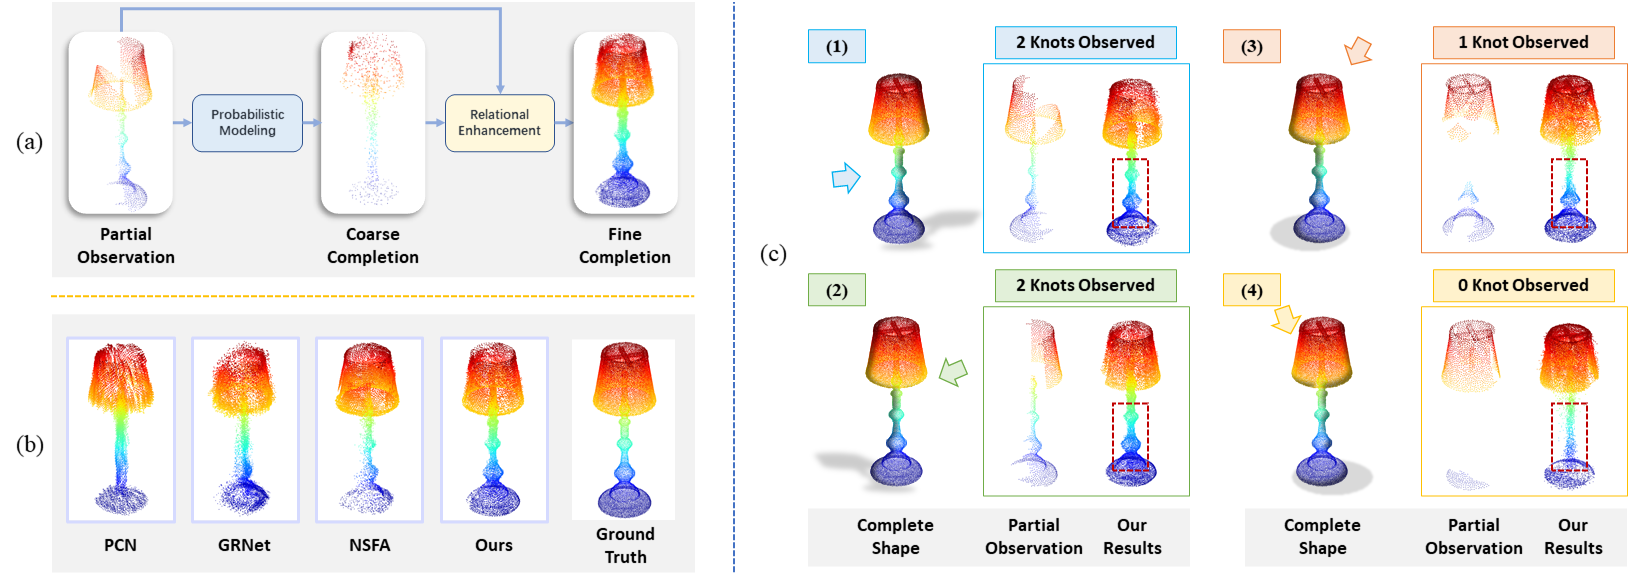 (a)
Probabilistic
Modeling
Relational
Enhancement
Partial
Observation
Coarse
Completion
Fine
Completion
(b)
PCN
GRNet
NSFA
Ours
Ground
Truth
(c)
(1)
2 Knots Observed
(3)
1 Knot Observed
(2)
2 Knots Observed
(4)
0 Knot Observed
Complete
Shape
Partial
Observation
Our
Results
Complete
Shape
Partial
Observation
Our
Results